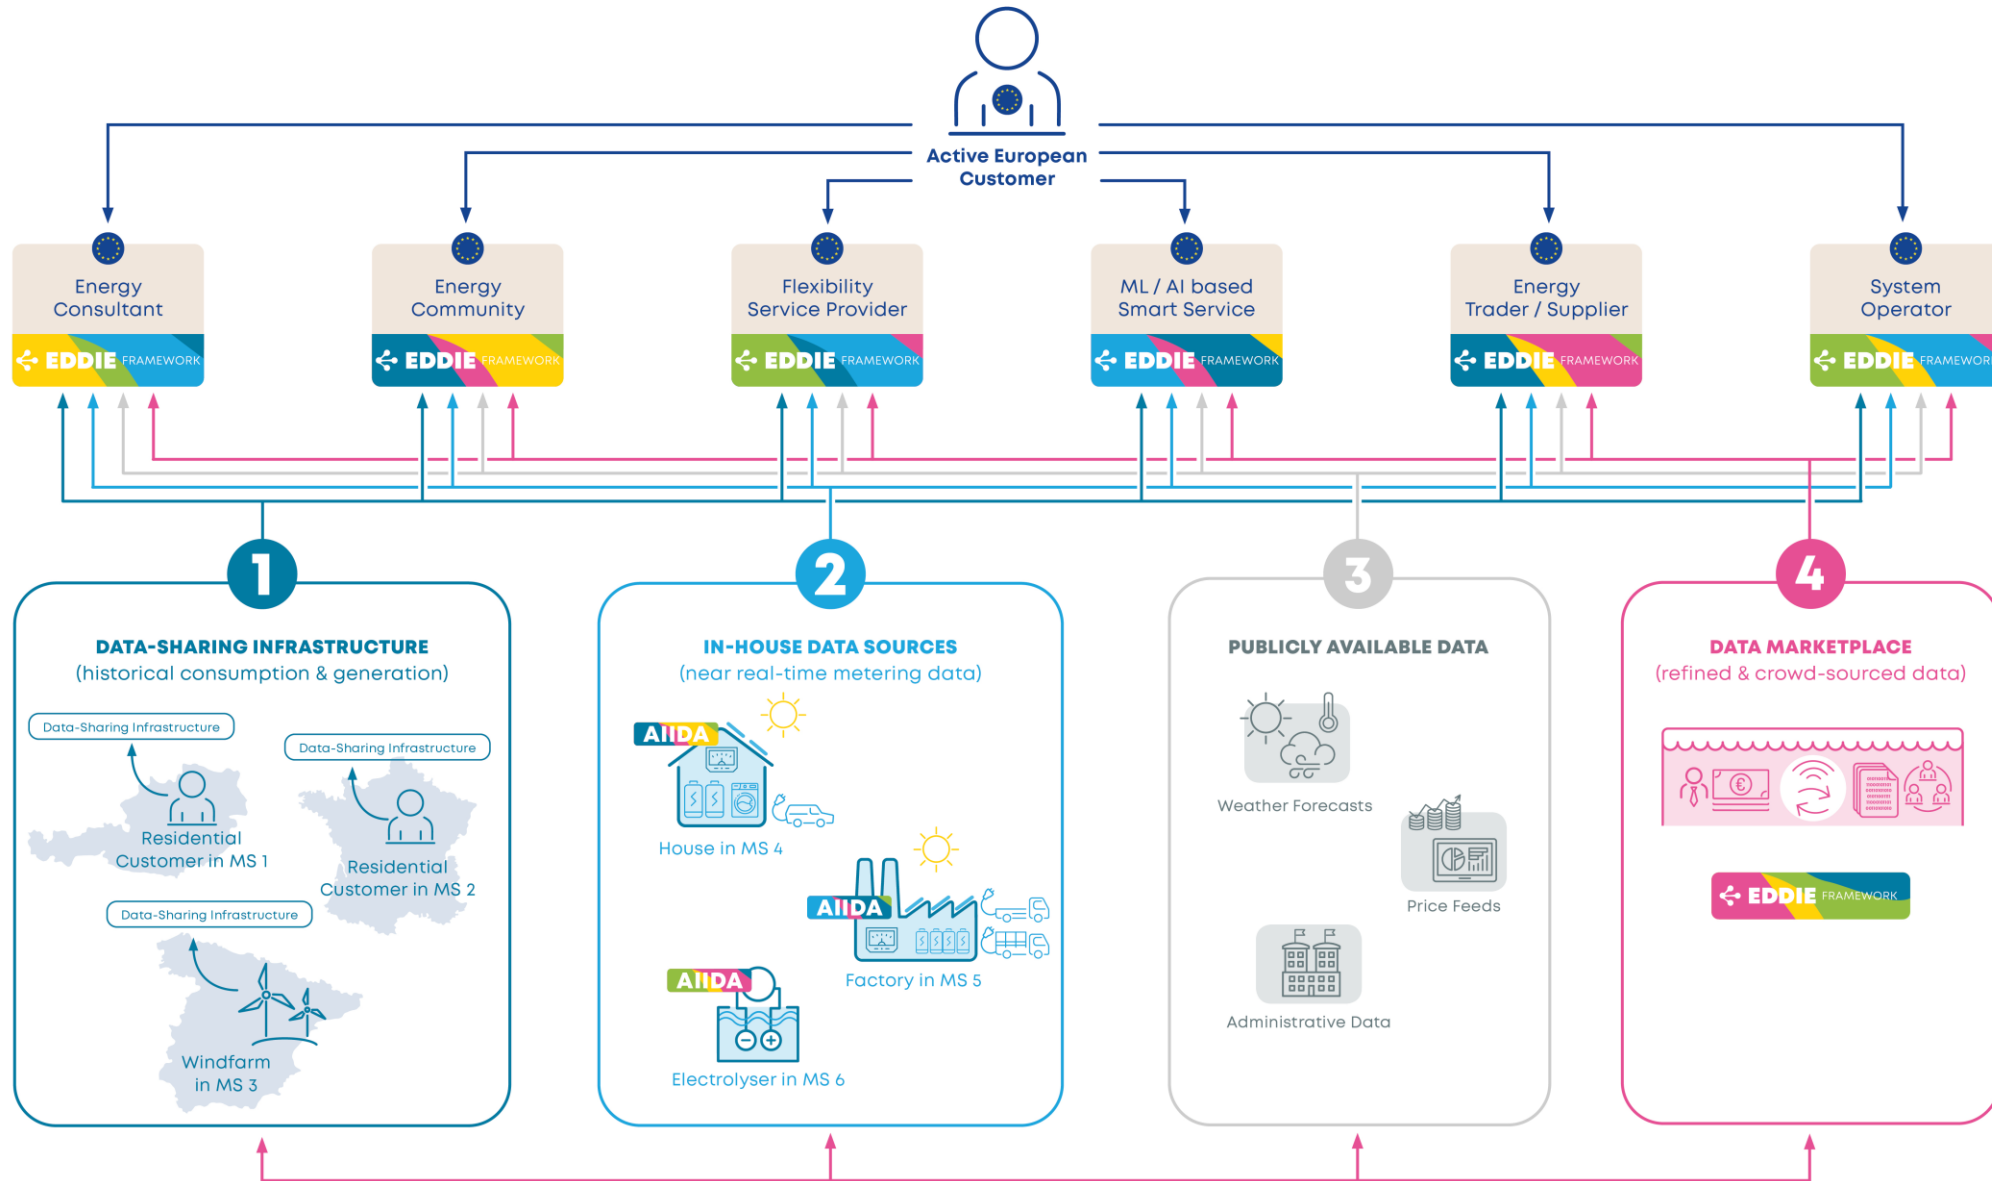 Active European
Customer
Energy
Consultant
EDDIE FRAMEWORK
Energy
Community
EDDIE FRAMEWORK
Flexibility
Service Provider
EDDIE FRAMEWORK
ML / AI based
Smart Service
EDDIE FRAMEWORK
Energy
Trader / Supplier
EDDIE FRAMEWORK
System
Operator
EDDIE FRAMEWORK
1
DATA-SHARING INFRASTRUCTURE
(historical consumption & generation)
Data-Sharing Infrastructure
Residential
Customer in MS 1
Data-Sharing Infrastructure
Residential
Customer in MS 2
Data-Sharing Infrastructure
Windfarm
in MS 3
2
IN-HOUSE DATA SOURCES
(near real-time metering data)
AIIDA
House in MS 4
AIIDA
Factory in MS 5
AIIDA
Electrolyser in MS 6
3
PUBLICLY AVAILABLE DATA
Weather Forecasts
Price Feeds
Administrative Data
4
DATA MARKETPLACE
(refined & crowd-sourced data)
€
EDDIE FRAMEWORK